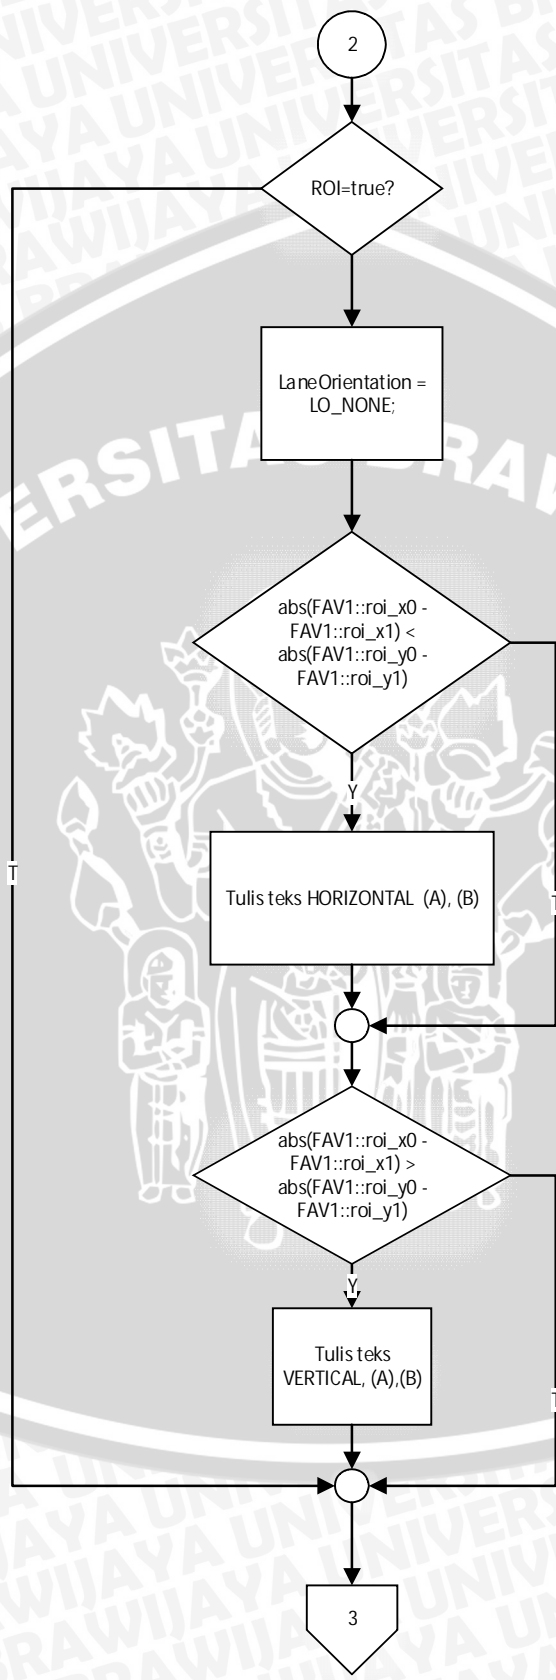 2
ROI=true?
LaneOrientation =
LO_NONE;
abs(FAV1::roi_x0 -
FAV1::roi_x1) <
abs(FAV1::roi_y0 -
FAV1::roi_y1)
Y
T
Tulis teks HORIZONTAL (A), (B)
T
abs(FAV1::roi_x0 -
FAV1::roi_x1) >
abs(FAV1::roi_y0 -
FAV1::roi_y1)
Y
Tulis teks
VERTICAL, (A),(B)
T
3